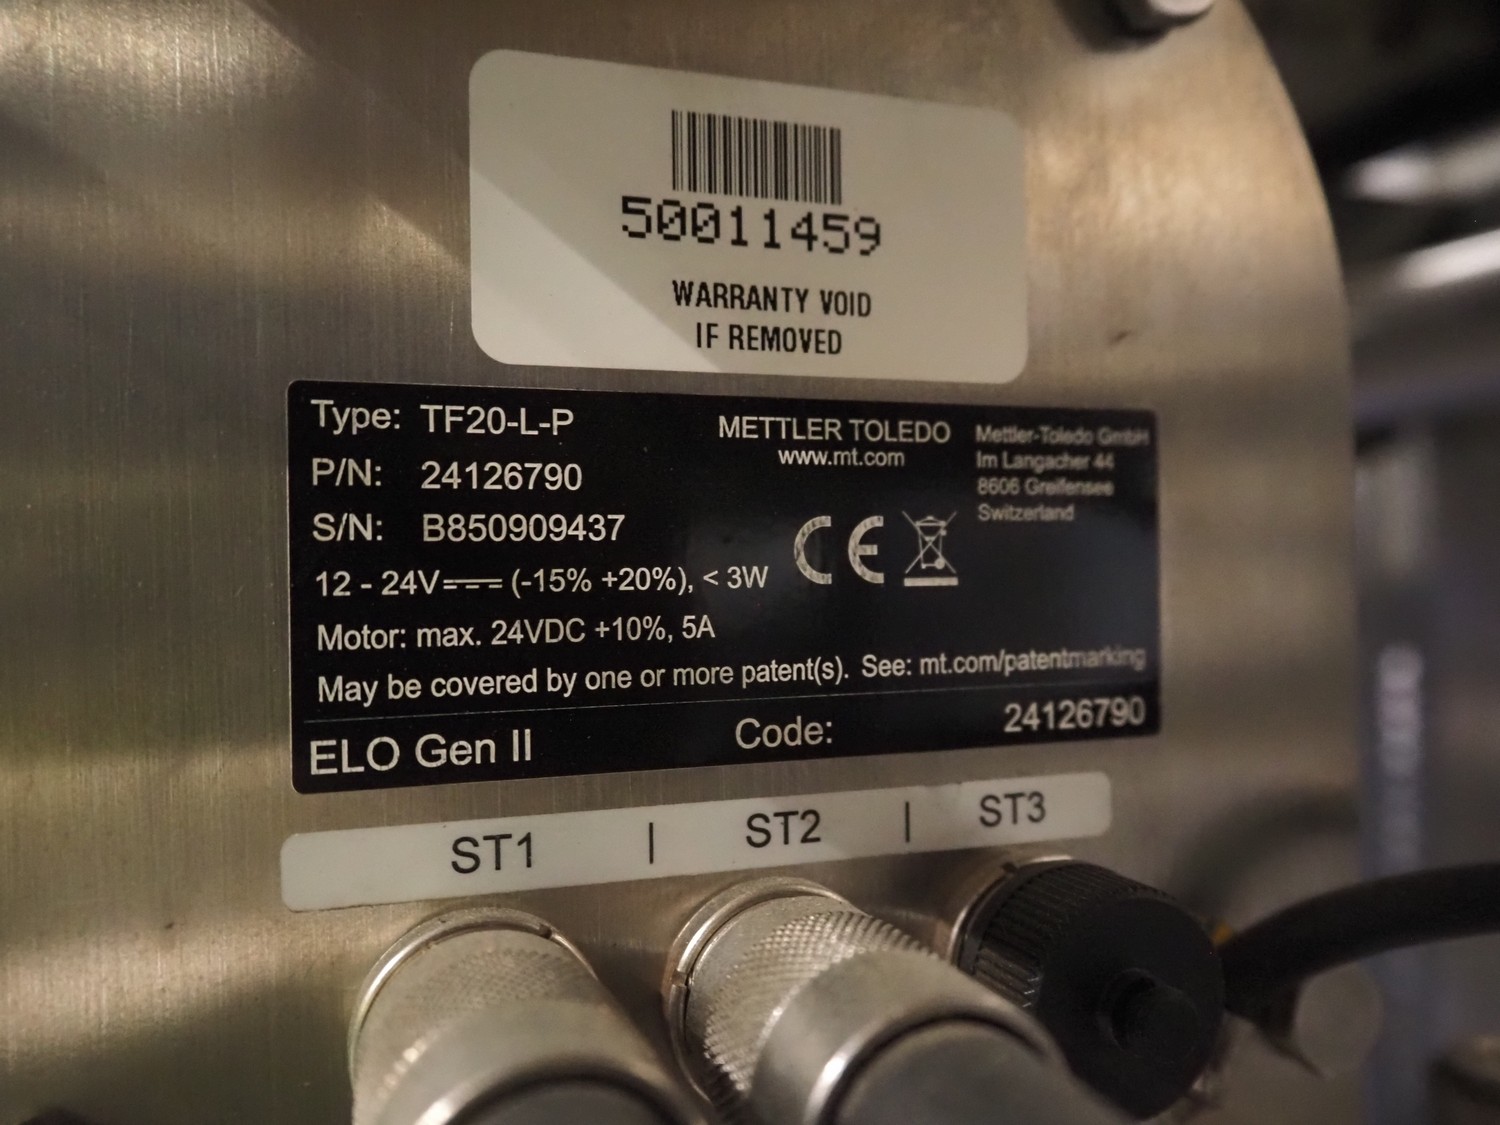 50011459
WARRANTY VOID
IF REMOVED
Type: TF20-L-P
P/N: 24126790
S/N: B850909437
12 - 24V⎓ (-15% +20%), < 3W
Motor: max. 24VDC +10%, 5A
May be covered by one or more patent(s). See: mt.com/patentmarking
METTLER TOLEDO
www.mt.com
Mettler-Toledo GmbH
Im Langacher 44
8606 Greifensee
Switzerland
CE
ELO Gen II Code: 24126790
ST1 | ST2 | ST3